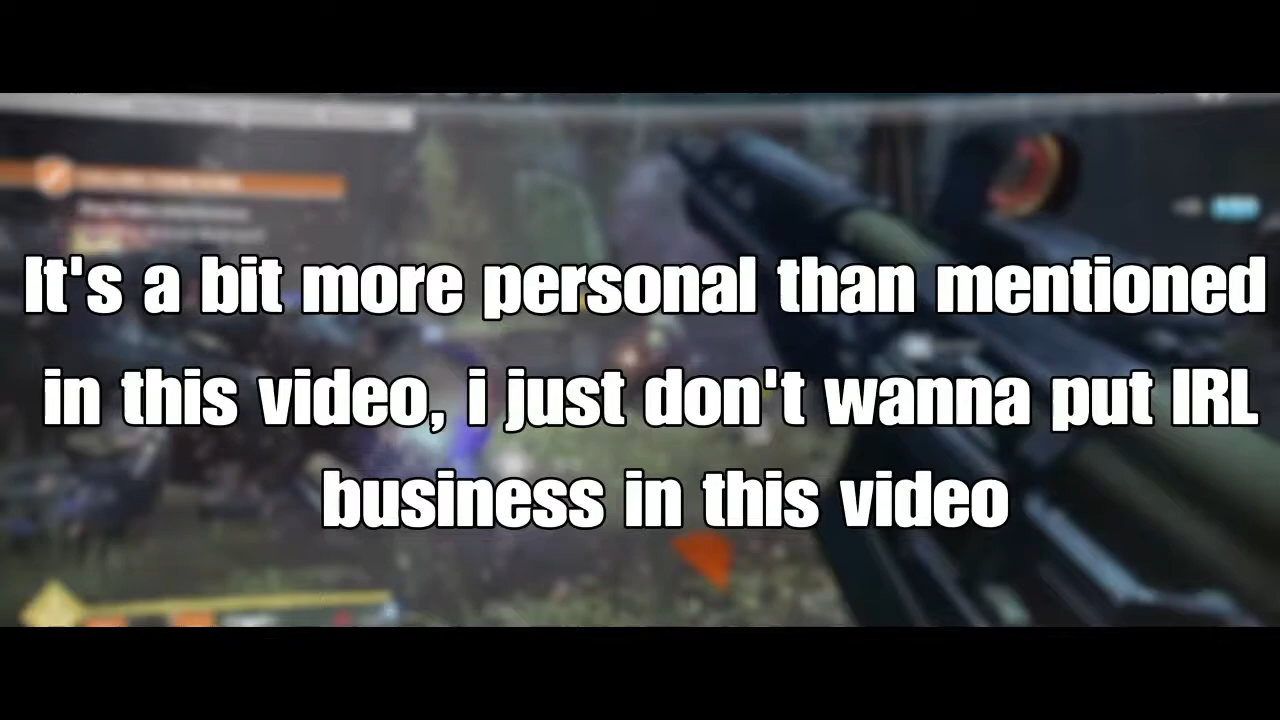 It's a bit more personal than mentioned
in this video, i just don't wanna put IRL
business in this video